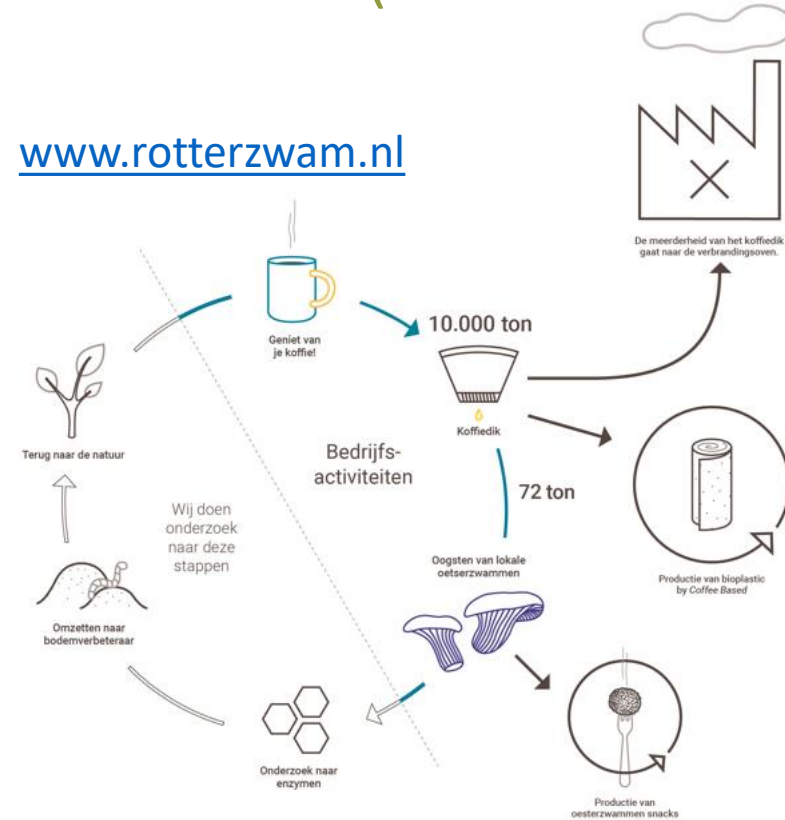 www.rotterzwam.nl
De meerderheid van het koffiedik
gaat naar de verbrandingsoven.
Geniet van
je koffie!
10.000 ton
Koffiedik
Terug naar de natuur
Bedrijfs-
activiteiten
72 ton
Wij doen
onderzoek
naar deze
stappen
Oogsten van lokale
oetserzwammen
Productie van bioplastic
by Coffee Based
Omzetten naar
bodemverbeteraar
Onderzoek naar
enzymen
Productie van
oesterzwammen snacks